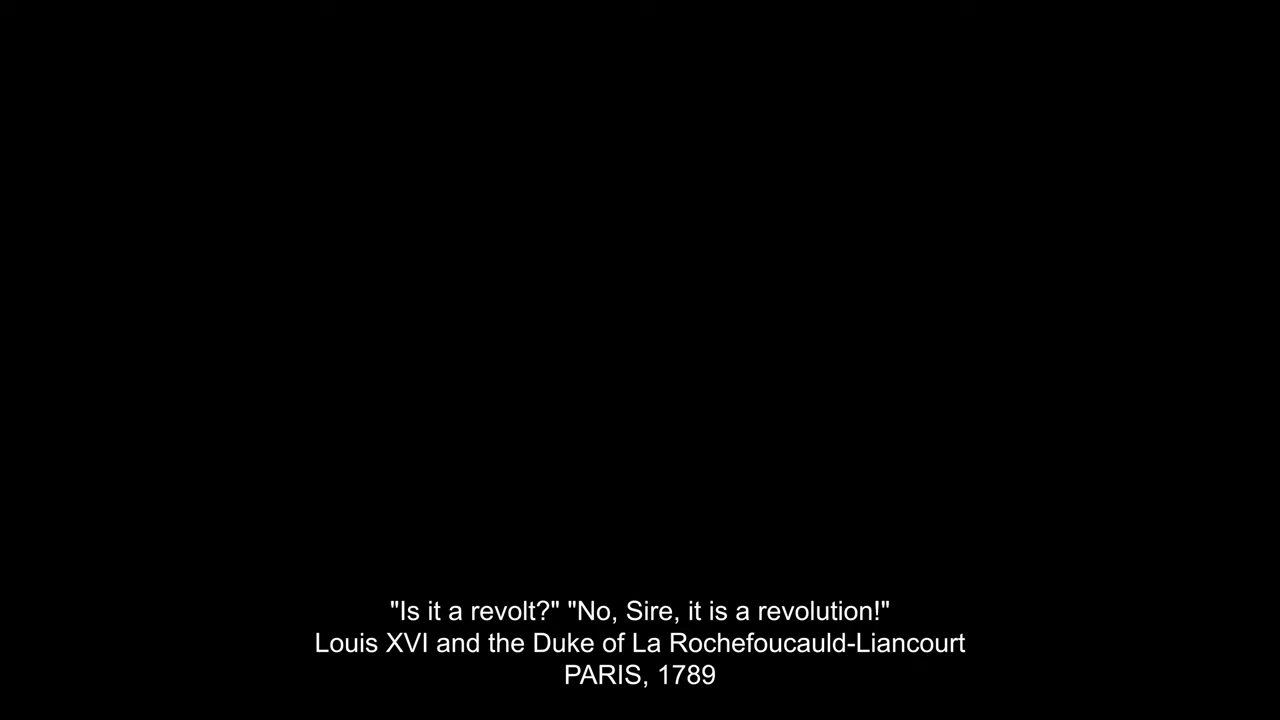 "Is it a revolt?" "No, Sire, it is a revolution!"
Louis XVI and the Duke of La Rochefoucauld-Liancourt
PARIS, 1789